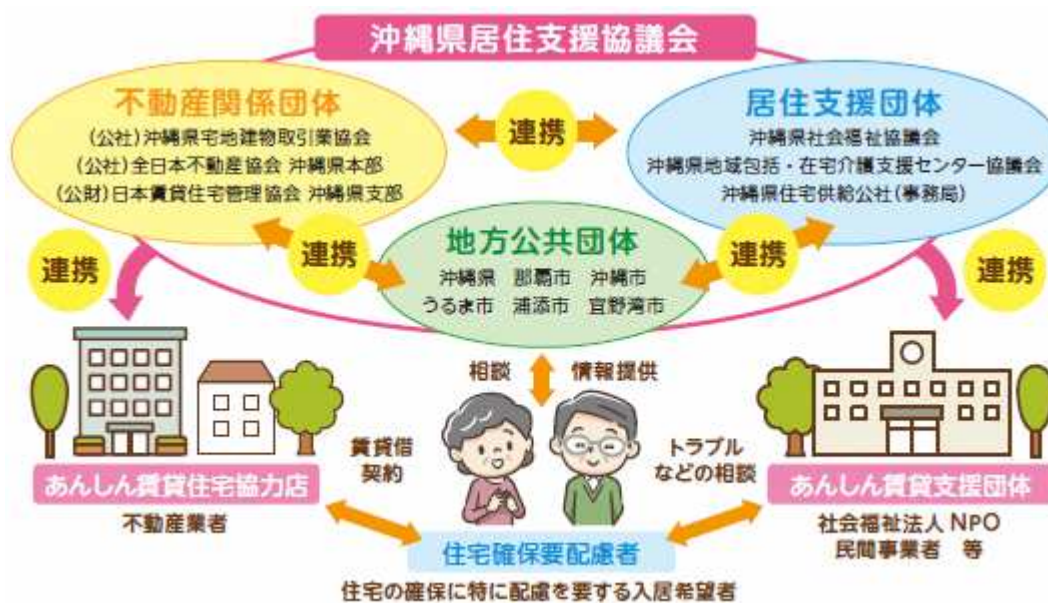 沖縄県居住支援協議会
不動産関係団体
(公社)沖縄県宅地建物取引業協会
(公社)全日本不動産協会 沖縄県本部
(公財)日本賃貸住宅管理協会 沖縄県支部
連携
居住支援団体
沖縄県社会福祉協議会
沖縄県地域包括・在宅介護支援センター協議会
沖縄県住宅供給公社(事務局)
連携
連携
地方公共団体
沖縄県 那覇市 沖縄市
うるま市 浦添市 宜野湾市
連携
連携
相談
情報提供
賃貸借
契約
トラブル
などの相談
あんしん賃貸住宅協力店
不動産業者
あんしん賃貸支援団体
社会福祉法人 NPO
民間事業者 等
住宅確保要配慮者
住宅の確保に特に配慮を要する入居希望者